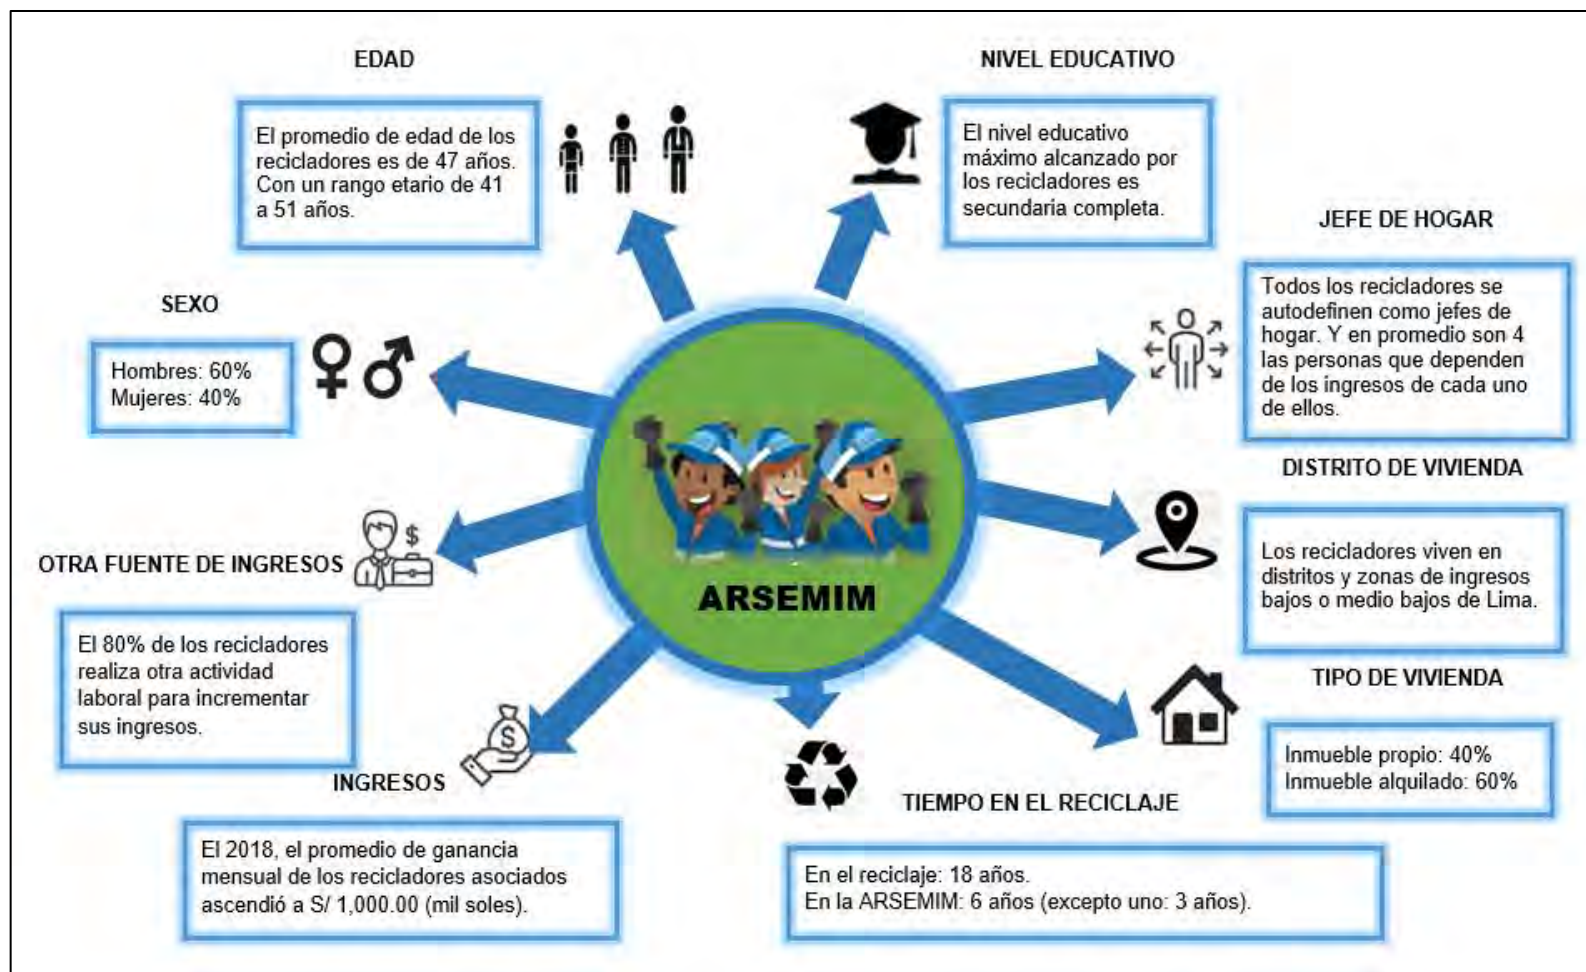 EDAD
El promedio de edad de los
recicladores es de 47 años.
Con un rango etario de 41
a 51 años.
NIVEL EDUCATIVO
El nivel educativo
máximo alcanzado por
los recicladores es
secundaria completa.
JEFE DE HOGAR
Todos los recicladores se
autodefinen como jefes de
hogar. Y en promedio son 4
las personas que dependen
de los ingresos de cada uno
de ellos.
SEXO
Hombres: 60%
Mujeres: 40%
DISTRITO DE VIVIENDA
Los recicladores viven en
distritos y zonas de ingresos
bajos o medio bajos de Lima.
OTRA FUENTE DE INGRESOS
$
El 80% de los recicladores
realiza otra actividad
laboral para incrementar
sus ingresos.
ARSEMIM
TIPO DE VIVIENDA
Inmueble propio: 40%
Inmueble alquilado: 60%
INGRESOS
$
El 2018, el promedio de ganancia
mensual de los recicladores asociados
ascendió a S/ 1,000.00 (mil soles).
TIEMPO EN EL RECICLAJE
En el reciclaje: 18 años.
En la ARSEMIM: 6 años (excepto uno: 3 años).